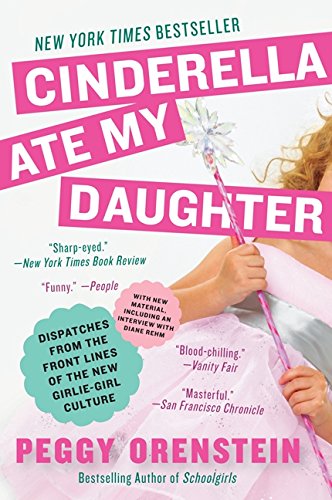 NEW YORK TIMES BESTSELLER
CINDERELLA
ATE MY
DAUGHTER
"Sharp-eyed."
—New York Times Book Review
"Funny." —People
WITH NEW
MATERIAL,
INCLUDING AN
INTERVIEW WITH
DIANE REHM
DISPATCHES
FROM THE
FRONT LINES
OF THE NEW
GIRLIE-GIRL
CULTURE
"Blood-chilling."
—Vanity Fair
"Masterful."
—San Francisco Chronicle
PEGGY ORENSTEIN
Bestselling Author of Schoolgirls